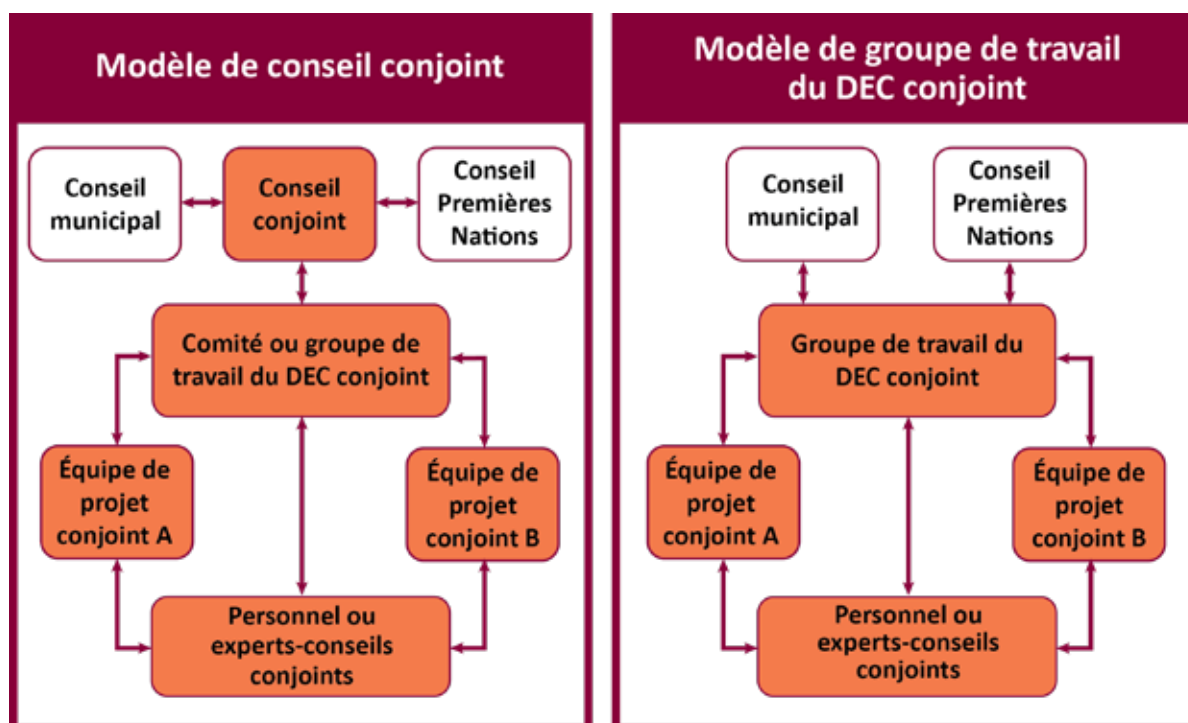 Modèle de conseil conjoint
Conseil
municipal
Conseil
conjoint
Conseil
Premières
Nations
Comité ou groupe de
travail du DEC conjoint
Équipe de
projet
conjoint A
Équipe de
projet
conjoint B
Personnel ou
experts-conseils
conjoints
Modèle de groupe de travail
du DEC conjoint
Conseil
municipal
Conseil
Premières
Nations
Groupe de travail du
DEC conjoint
Équipe de
projet
conjoint A
Équipe de
projet
conjoint B
Personnel ou
experts-conseils
conjoints